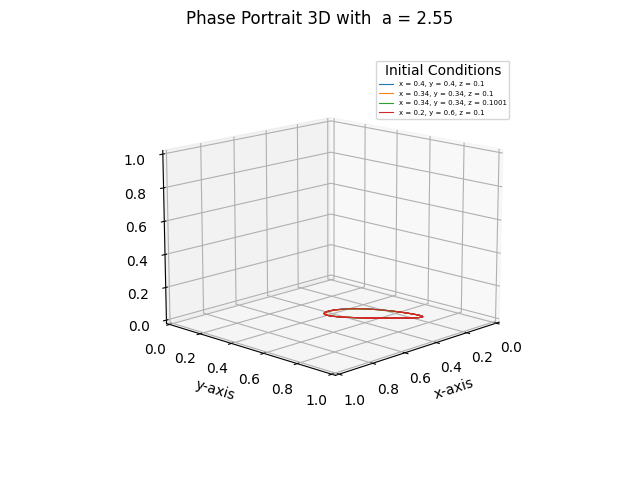 Phase Portrait 3D with  a = 2.55
Initial Conditions
x = 0.4, y = 0.4, z = 0.1
x = 0.34, y = 0.34, z = 0.1
x = 0.34, y = 0.34, z = 0.1001
x = 0.2, y = 0.6, z = 0.1
1.0
0.8
0.6
0.4
0.2
0.0
0.0
0.2
0.4
0.6
0.8
1.0
y-axis
0.0
0.2
0.4
0.6
0.8
1.0
x-axis